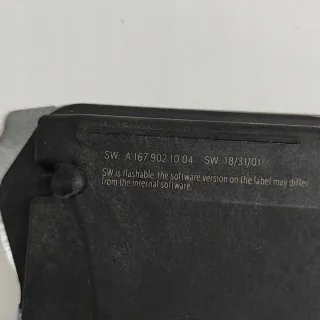 SW: A 167 902 10 04 SW: 18/31/01
SW is flashable, the software version on the label may differ
from the internal software.